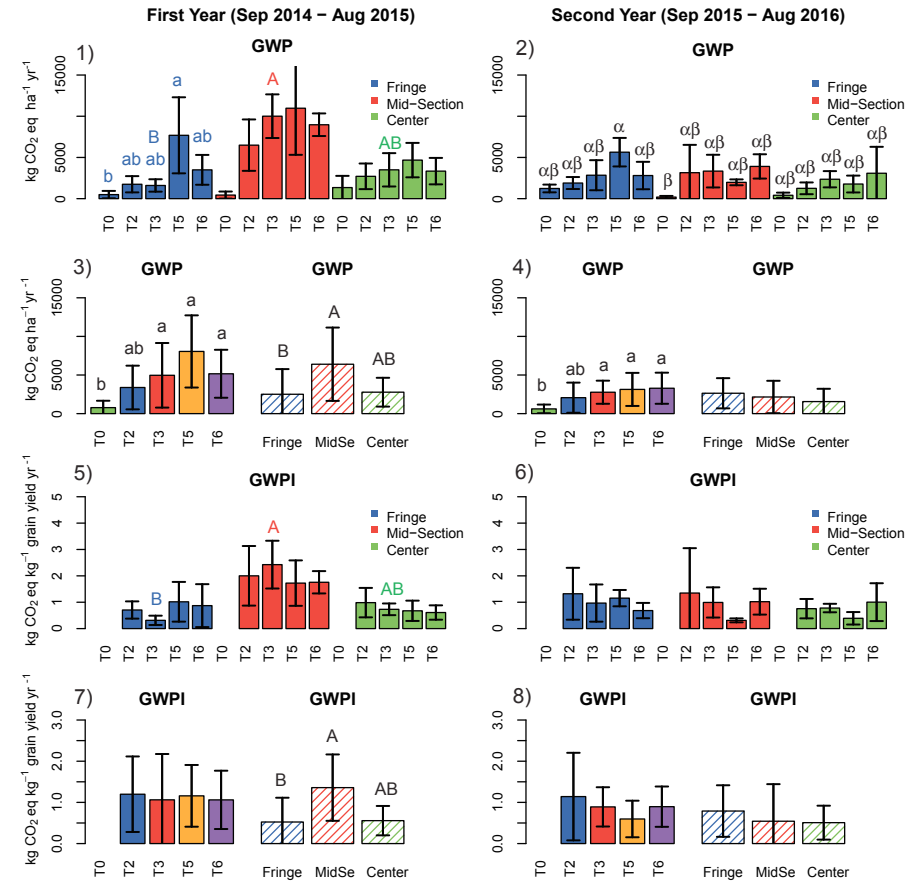 First Year (Sep 2014 − Aug 2015)
Second Year (Sep 2015 − Aug 2016)
1)
GWP
kg CO₂ eq ha⁻¹ yr⁻¹
15000
5000
0
Fringe
Mid−Section
Center
b
ab
B
ab
a
ab
A
AB
T0 T2 T3 T5 T6 T0 T2 T3 T5 T6 T0 T2 T3 T5 T6
2)
GWP
15000
5000
0
Fringe
Mid−Section
Center
αβ αβ αβ α αβ β αβ αβ αβ αβ αβ αβ αβ αβ αβ
T0 T2 T3 T5 T6 T0 T2 T3 T5 T6 T0 T2 T3 T5 T6
3)
GWP
GWP
kg CO₂ eq ha⁻¹ yr⁻¹
15000
5000
0
b ab a a a
B A AB
T0 T2 T3 T5 T6
Fringe MidSe Center
4)
GWP
GWP
15000
5000
0
b ab a a a
T0 T2 T3 T5 T6
Fringe MidSe Center
5)
GWPI
kg CO₂ eq kg⁻¹ grain yield yr⁻¹
5
4
3
2
1
0
Fringe
Mid−Section
Center
B
A
AB
T0 T2 T3 T5 T6 T0 T2 T3 T5 T6 T0 T2 T3 T5 T6
6)
GWPI
5
4
3
2
1
0
Fringe
Mid−Section
Center
T0 T2 T3 T5 T6 T0 T2 T3 T5 T6 T0 T2 T3 T5 T6
7)
GWPI
GWPI
kg CO₂ eq kg⁻¹ grain yield yr⁻¹
3.0
2.0
1.0
0.0
B A AB
T0 T2 T3 T5 T6
Fringe MidSe Center
8)
GWPI
GWPI
3.0
2.0
1.0
0.0
T0 T2 T3 T5 T6
Fringe MidSe Center